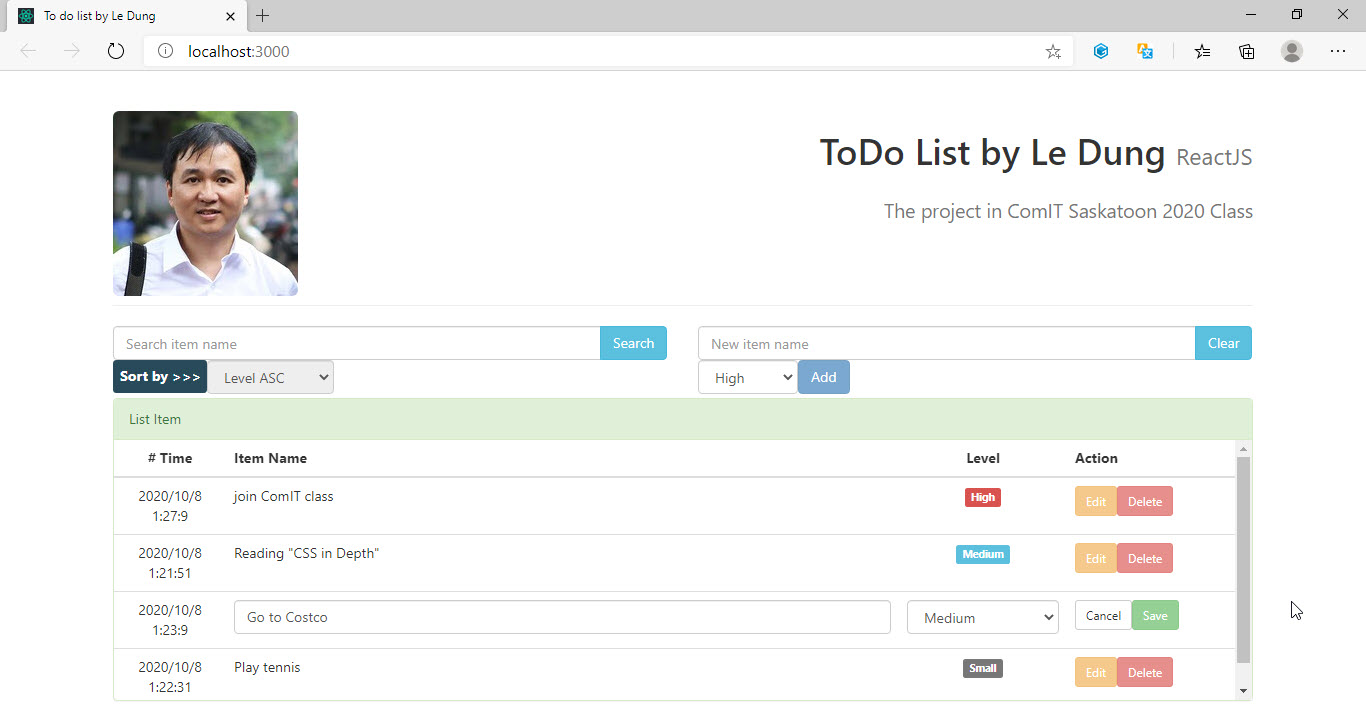 To do list by Le Dung
localhost:3000
ToDo List by Le Dung ReactJS
The project in ComIT Saskatoon 2020 Class
Search item name Search
New item name Clear
Sort by >>> Level ASC
High Add
List Item
# Time Item Name Level Action
2020/10/8 join ComIT class High Edit Delete
1:27:9
2020/10/8 Reading "CSS in Depth" Medium Edit Delete
1:21:51
2020/10/8 Go to Costco Medium Cancel Save
1:23:9
2020/10/8 Play tennis Small Edit Delete
1:22:31